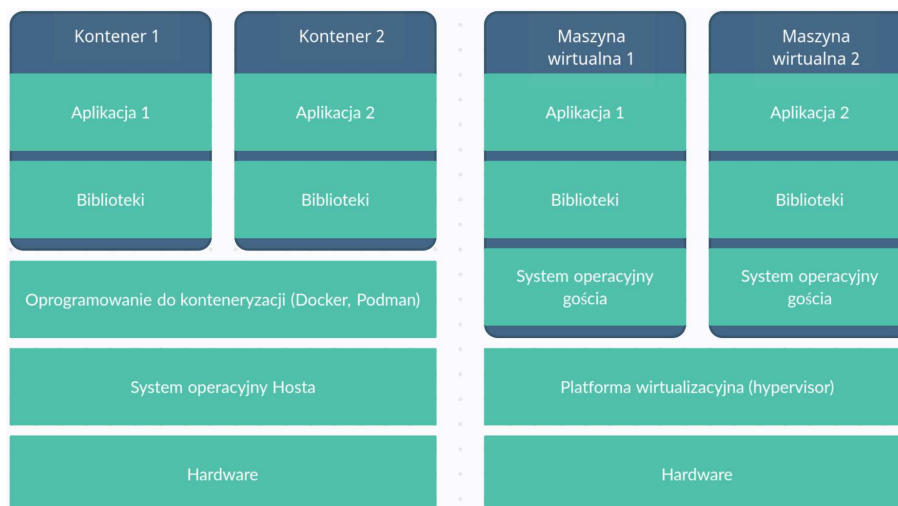 Kontener 1
Kontener 2
Aplikacja 1
Aplikacja 2
Biblioteki
Biblioteki
Oprogramowanie do konteneryzacji (Docker, Podman)
System operacyjny Hosta
Hardware
Maszyna
wirtualna 1
Maszyna
wirtualna 2
Aplikacja 1
Aplikacja 2
Biblioteki
Biblioteki
System operacyjny
gościa
System operacyjny
gościa
Platforma wirtualizacyjna (hypervisor)
Hardware